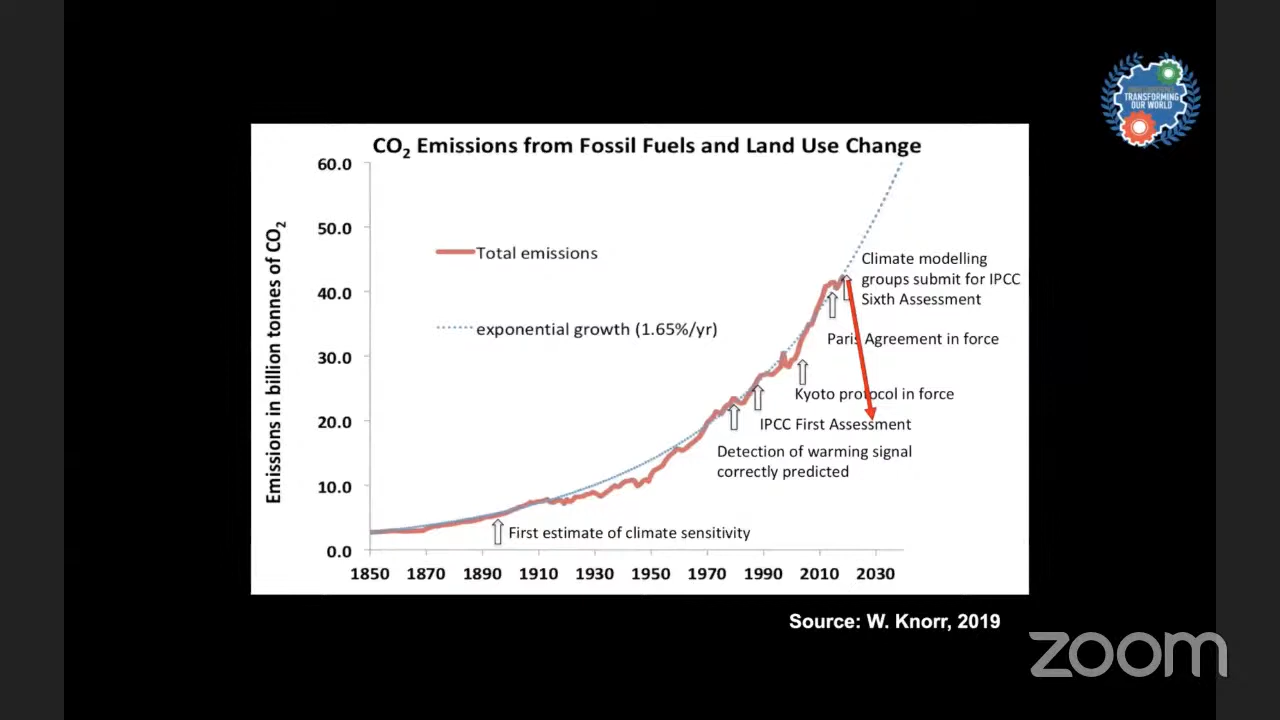 TRANSFORMING
OUR WORLD
CO2 Emissions from Fossil Fuels and Land Use Change
Emissions in billion tonnes of CO2
60.0
50.0
40.0
30.0
20.0
10.0
0.0
Total emissions
exponential growth (1.65%/yr)
Climate modelling
groups submit for IPCC
Sixth Assessment
Paris Agreement in force
Kyoto protocol in force
IPCC First Assessment
Detection of warming signal
correctly predicted
First estimate of climate sensitivity
1850 1870 1890 1910 1930 1950 1970 1990 2010 2030
Source: W. Knorr, 2019
zoom